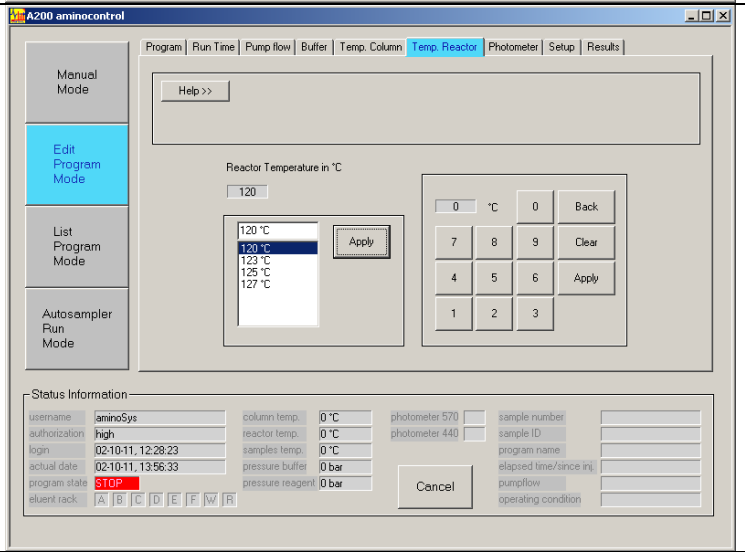 A200 aminocontrol
Program Run Time Pump flow Buffer Temp. Column Temp. Reactor Photometer Setup Results
Manual
Mode
Edit
Program
Mode
List
Program
Mode
Autosampler
Run
Mode
Help >>
Reactor Temperature in °C
120
120 °C
120 °C
123 °C
125 °C
127 °C
Apply
0 °C 0 Back
7 8 9 Clear
4 5 6 Apply
1 2 3
Status Information
username aminoSys column temp. 0 °C photometer 570 sample number
authorization high reactor temp. 0 °C photometer 440 sample ID
login 02-10-11, 12:28:23 samples temp. 0 °C program name
actual date 02-10-11, 13:56:33 pressure buffer 0 bar elapsed time/since inj.
program state STOP pressure reagent 0 bar Cancel pumpflow
eluent rack A B C D E F W R operating condition